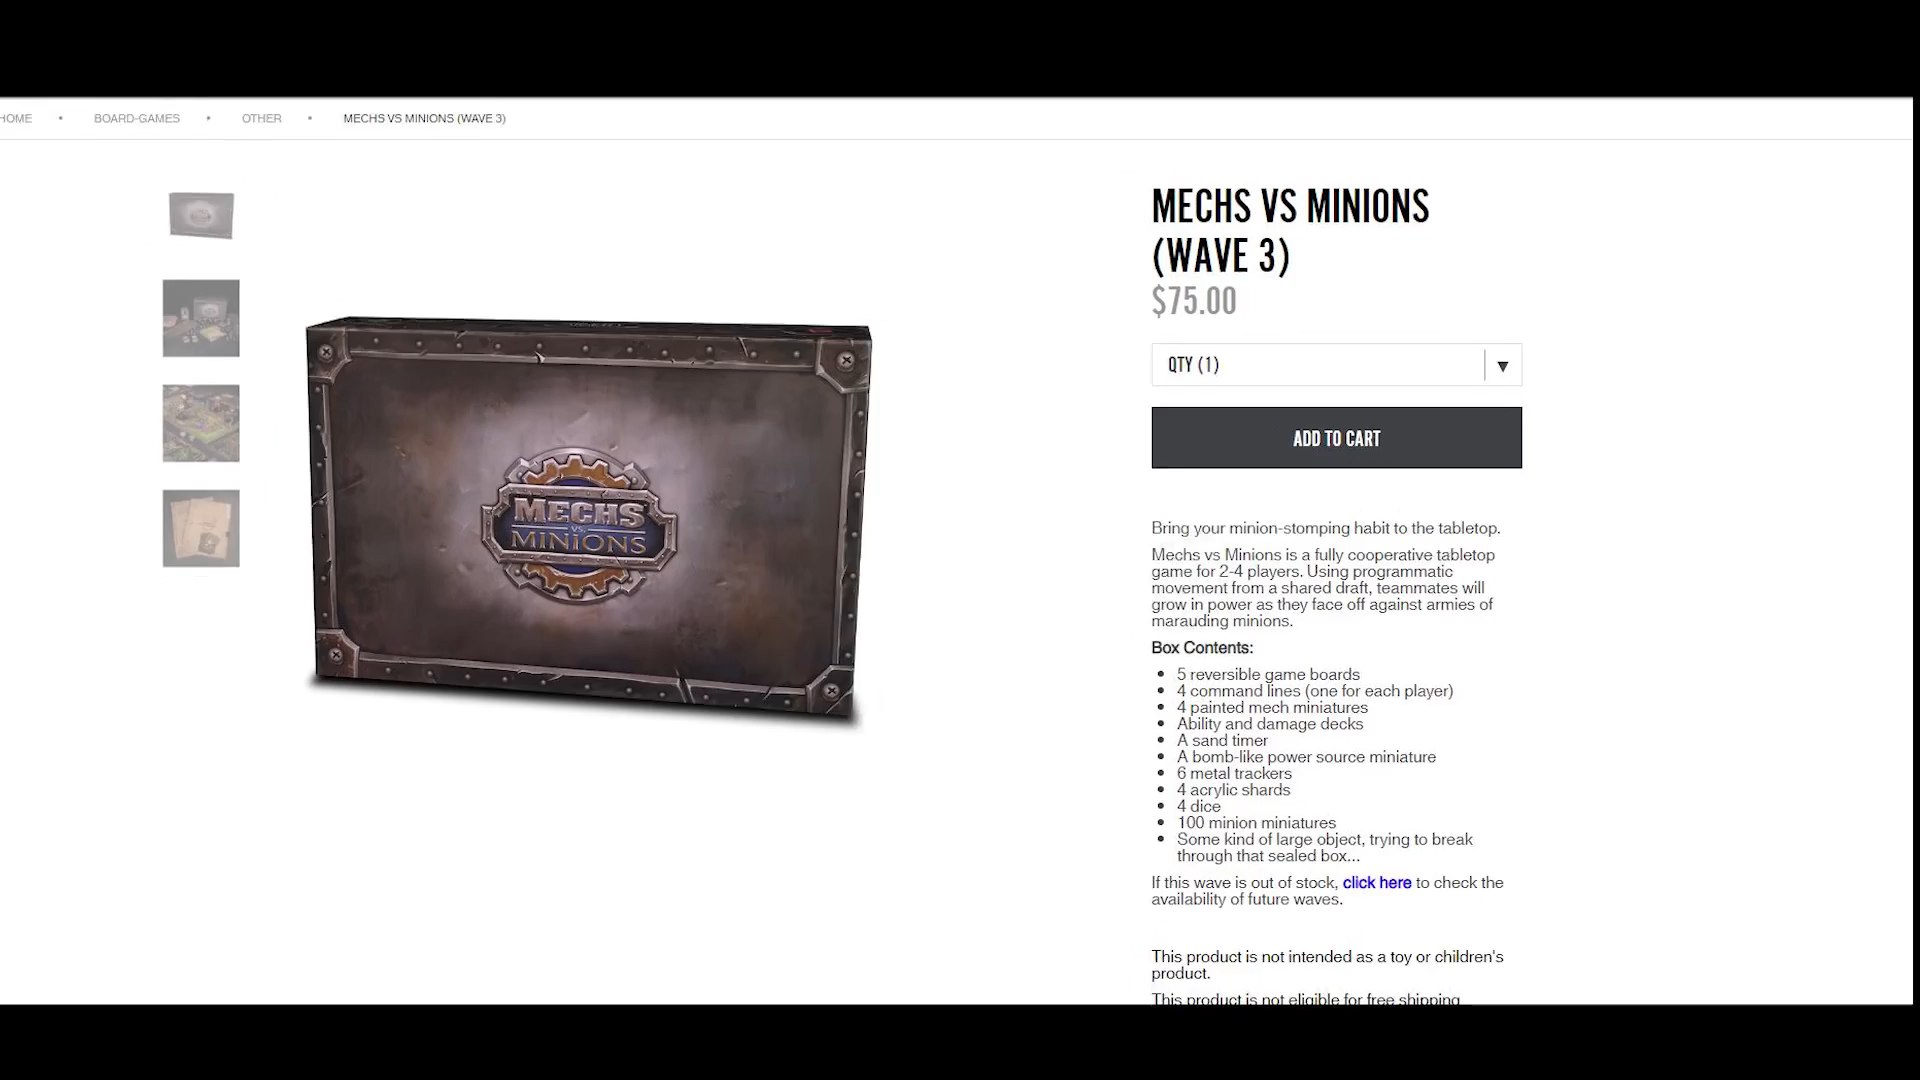 HOME • BOARD-GAMES • OTHER • MECHS VS MINIONS (WAVE 3)
MECHS VS MINIONS
(WAVE 3)
$75.00
QTY (1)
ADD TO CART
MECHS
VS.
MINIONS
Bring your minion-stomping habit to the tabletop.
Mechs vs Minions is a fully cooperative tabletop
game for 2-4 players. Using programmatic
movement from a shared draft, teammates will
grow in power as they face off against armies of
marauding minions.
Box Contents:
• 5 reversible game boards
• 4 command lines (one for each player)
• 4 painted mech miniatures
• Ability and damage decks
• A sand timer
• A bomb-like power source miniature
• 6 metal trackers
• 4 acrylic shards
• 4 dice
• 100 minion miniatures
• Some kind of large object, trying to break
through that sealed box...
If this wave is out of stock, click here to check the
availability of future waves.
This product is not intended as a toy or children's
product.
This product is not eligible for free shipping